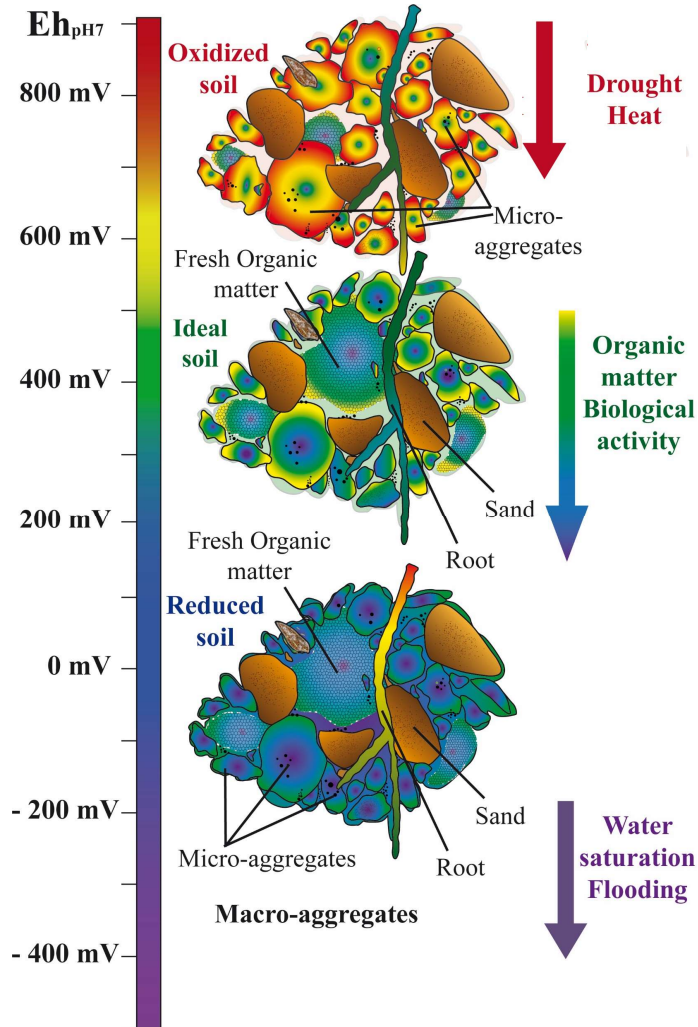 Eh pH7
800 mV
600 mV
400 mV
200 mV
0 mV
- 200 mV
- 400 mV
Oxidized
soil
Drought
Heat
Micro-
aggregates
Fresh Organic
matter
Ideal
soil
Organic
matter
Biological
activity
Sand
Root
Fresh Organic
matter
Reduced
soil
Sand
Root
Micro-aggregates
Water
saturation
Flooding
Macro-aggregates